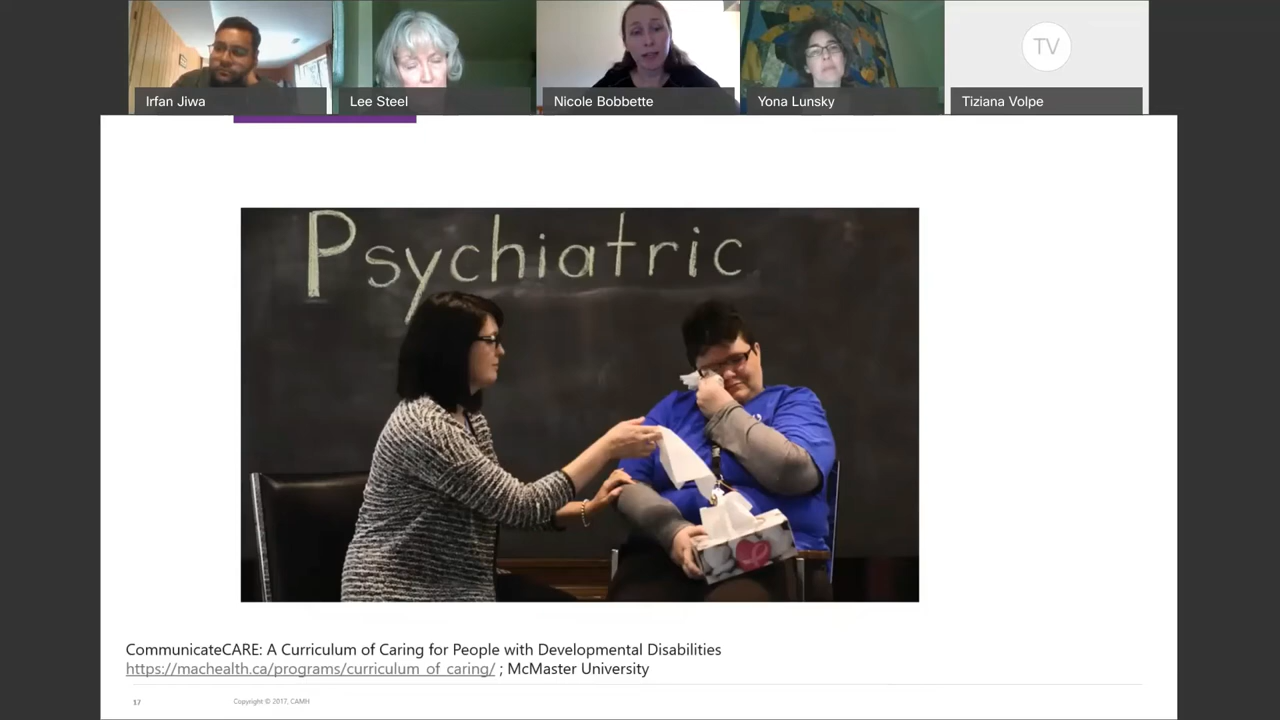 Irfan Jiwa
Lee Steel
Nicole Bobbette
Yona Lunsky
TV
Tiziana Volpe
Psychiatric
CommunicateCARE: A Curriculum of Caring for People with Developmental Disabilities
https://machealth.ca/programs/curriculum_of_caring/ ; McMaster University
17
Copyright © 2017, CAMH